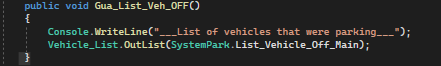 public void Gua_List_Veh_OFF()
{
Console.WriteLine("___List of vehicles that were parking___");
Vehicle_List.OutList(SystemPark.List_Vehicle_Off_Main);
}